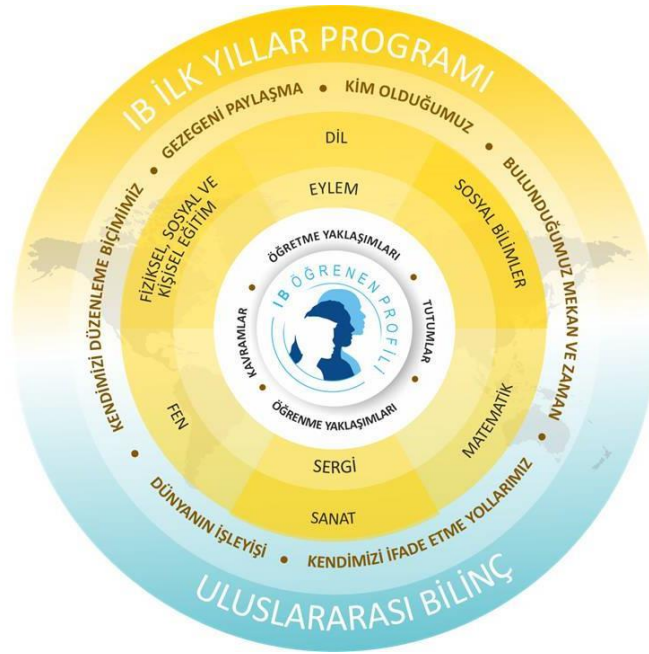 IB İLK YILLAR PROGRAMI
GEZEGENİ PAYLAŞMA
KİM OLDUĞUMUZ
BULUNDUĞUMUZ MEKAN VE ZAMAN
KENDİMİZİ İFADE ETME YOLLARIMIZ
DÜNYANIN İŞLEYİŞİ
KENDİMİZİ DÜZENLEME BİÇİMİMİZ
DİL
SOSYAL BİLİMLER
MATEMATİK
SANAT
FEN
FİZİKSEL, SOSYAL VE
KİŞİSEL EĞİTİM
EYLEM
SERGİ
ÖĞRETME YAKLAŞIMLARI
TUTUMLAR
ÖĞRENME YAKLAŞIMLARI
KAVRAMLAR
IB ÖĞRENEN PROFILI
ULUSLARARASI BİLİNÇ